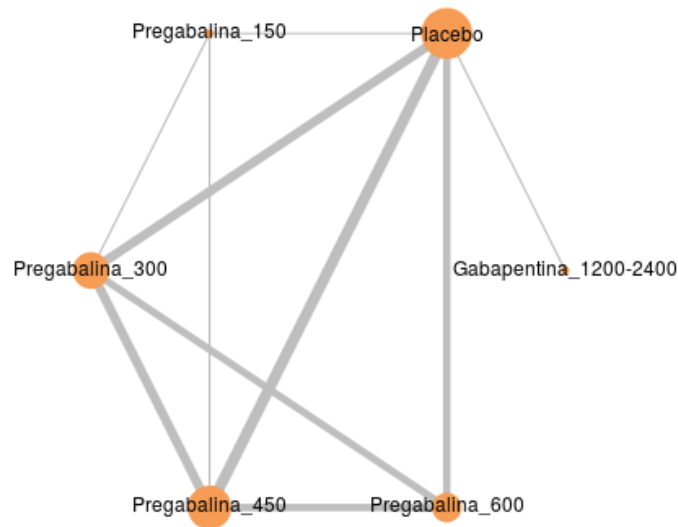 Pregabalina_150
Placebo
Pregabalina_300
Gabapentina_1200-2400
Pregabalina_450
Pregabalina_600